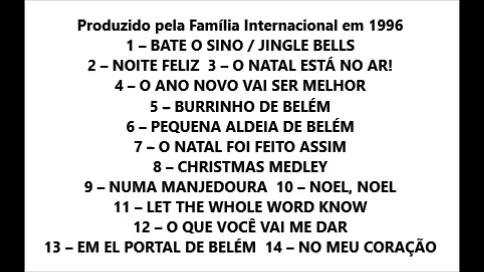 Produzido pela Família Internacional em 1996
1 – BATE O SINO / JINGLE BELLS
2 – NOITE FELIZ  3 – O NATAL ESTÁ NO AR!
4 – O ANO NOVO VAI SER MELHOR
5 – BURRINHO DE BELÉM
6 – PEQUENA ALDEIA DE BELÉM
7 – O NATAL FOI FEITO ASSIM
8 – CHRISTMAS MEDLEY
9 – NUMA MANJEDOURA  10 – NOEL, NOEL
11 – LET THE WHOLE WORD KNOW
12 – O QUE VOCÊ VAI ME DAR
13 – EM EL PORTAL DE BELÉM  14 – NO MEU CORAÇÃO